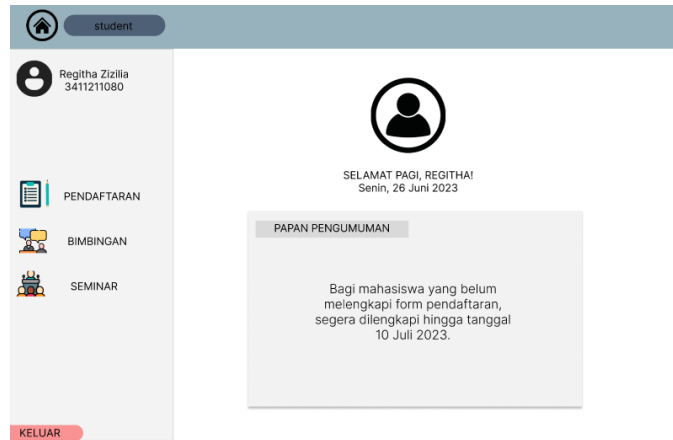 student
Regitha Zizilia
3411211080
PENDAFTARAN
BIMBINGAN
SEMINAR
KELUAR
SELAMAT PAGI, REGITHA!
Senin, 26 Juni 2023
PAPAN PENGUMUMAN
Bagi mahasiswa yang belum
melengkapi form pendaftaran,
segera dilengkapi hingga tanggal
10 Juli 2023.